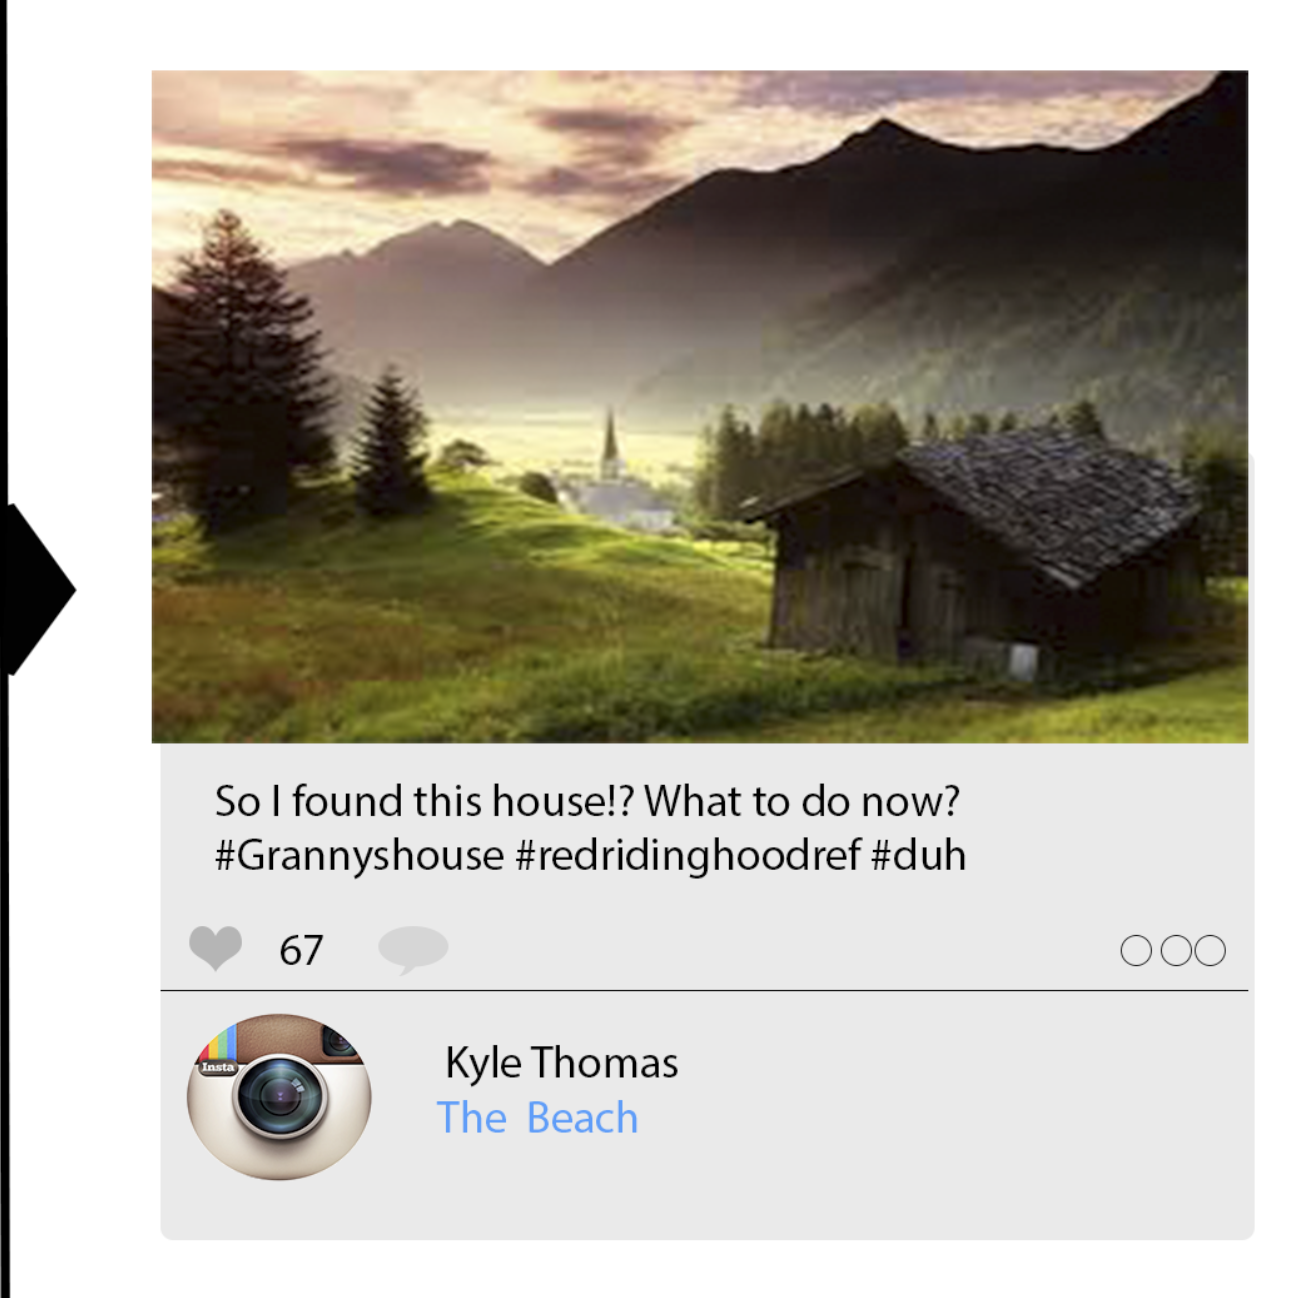 So I found this house!? What to do now?
#Grannyshouse #redridinghoodref #duh
67
Insta
Kyle Thomas
The Beach